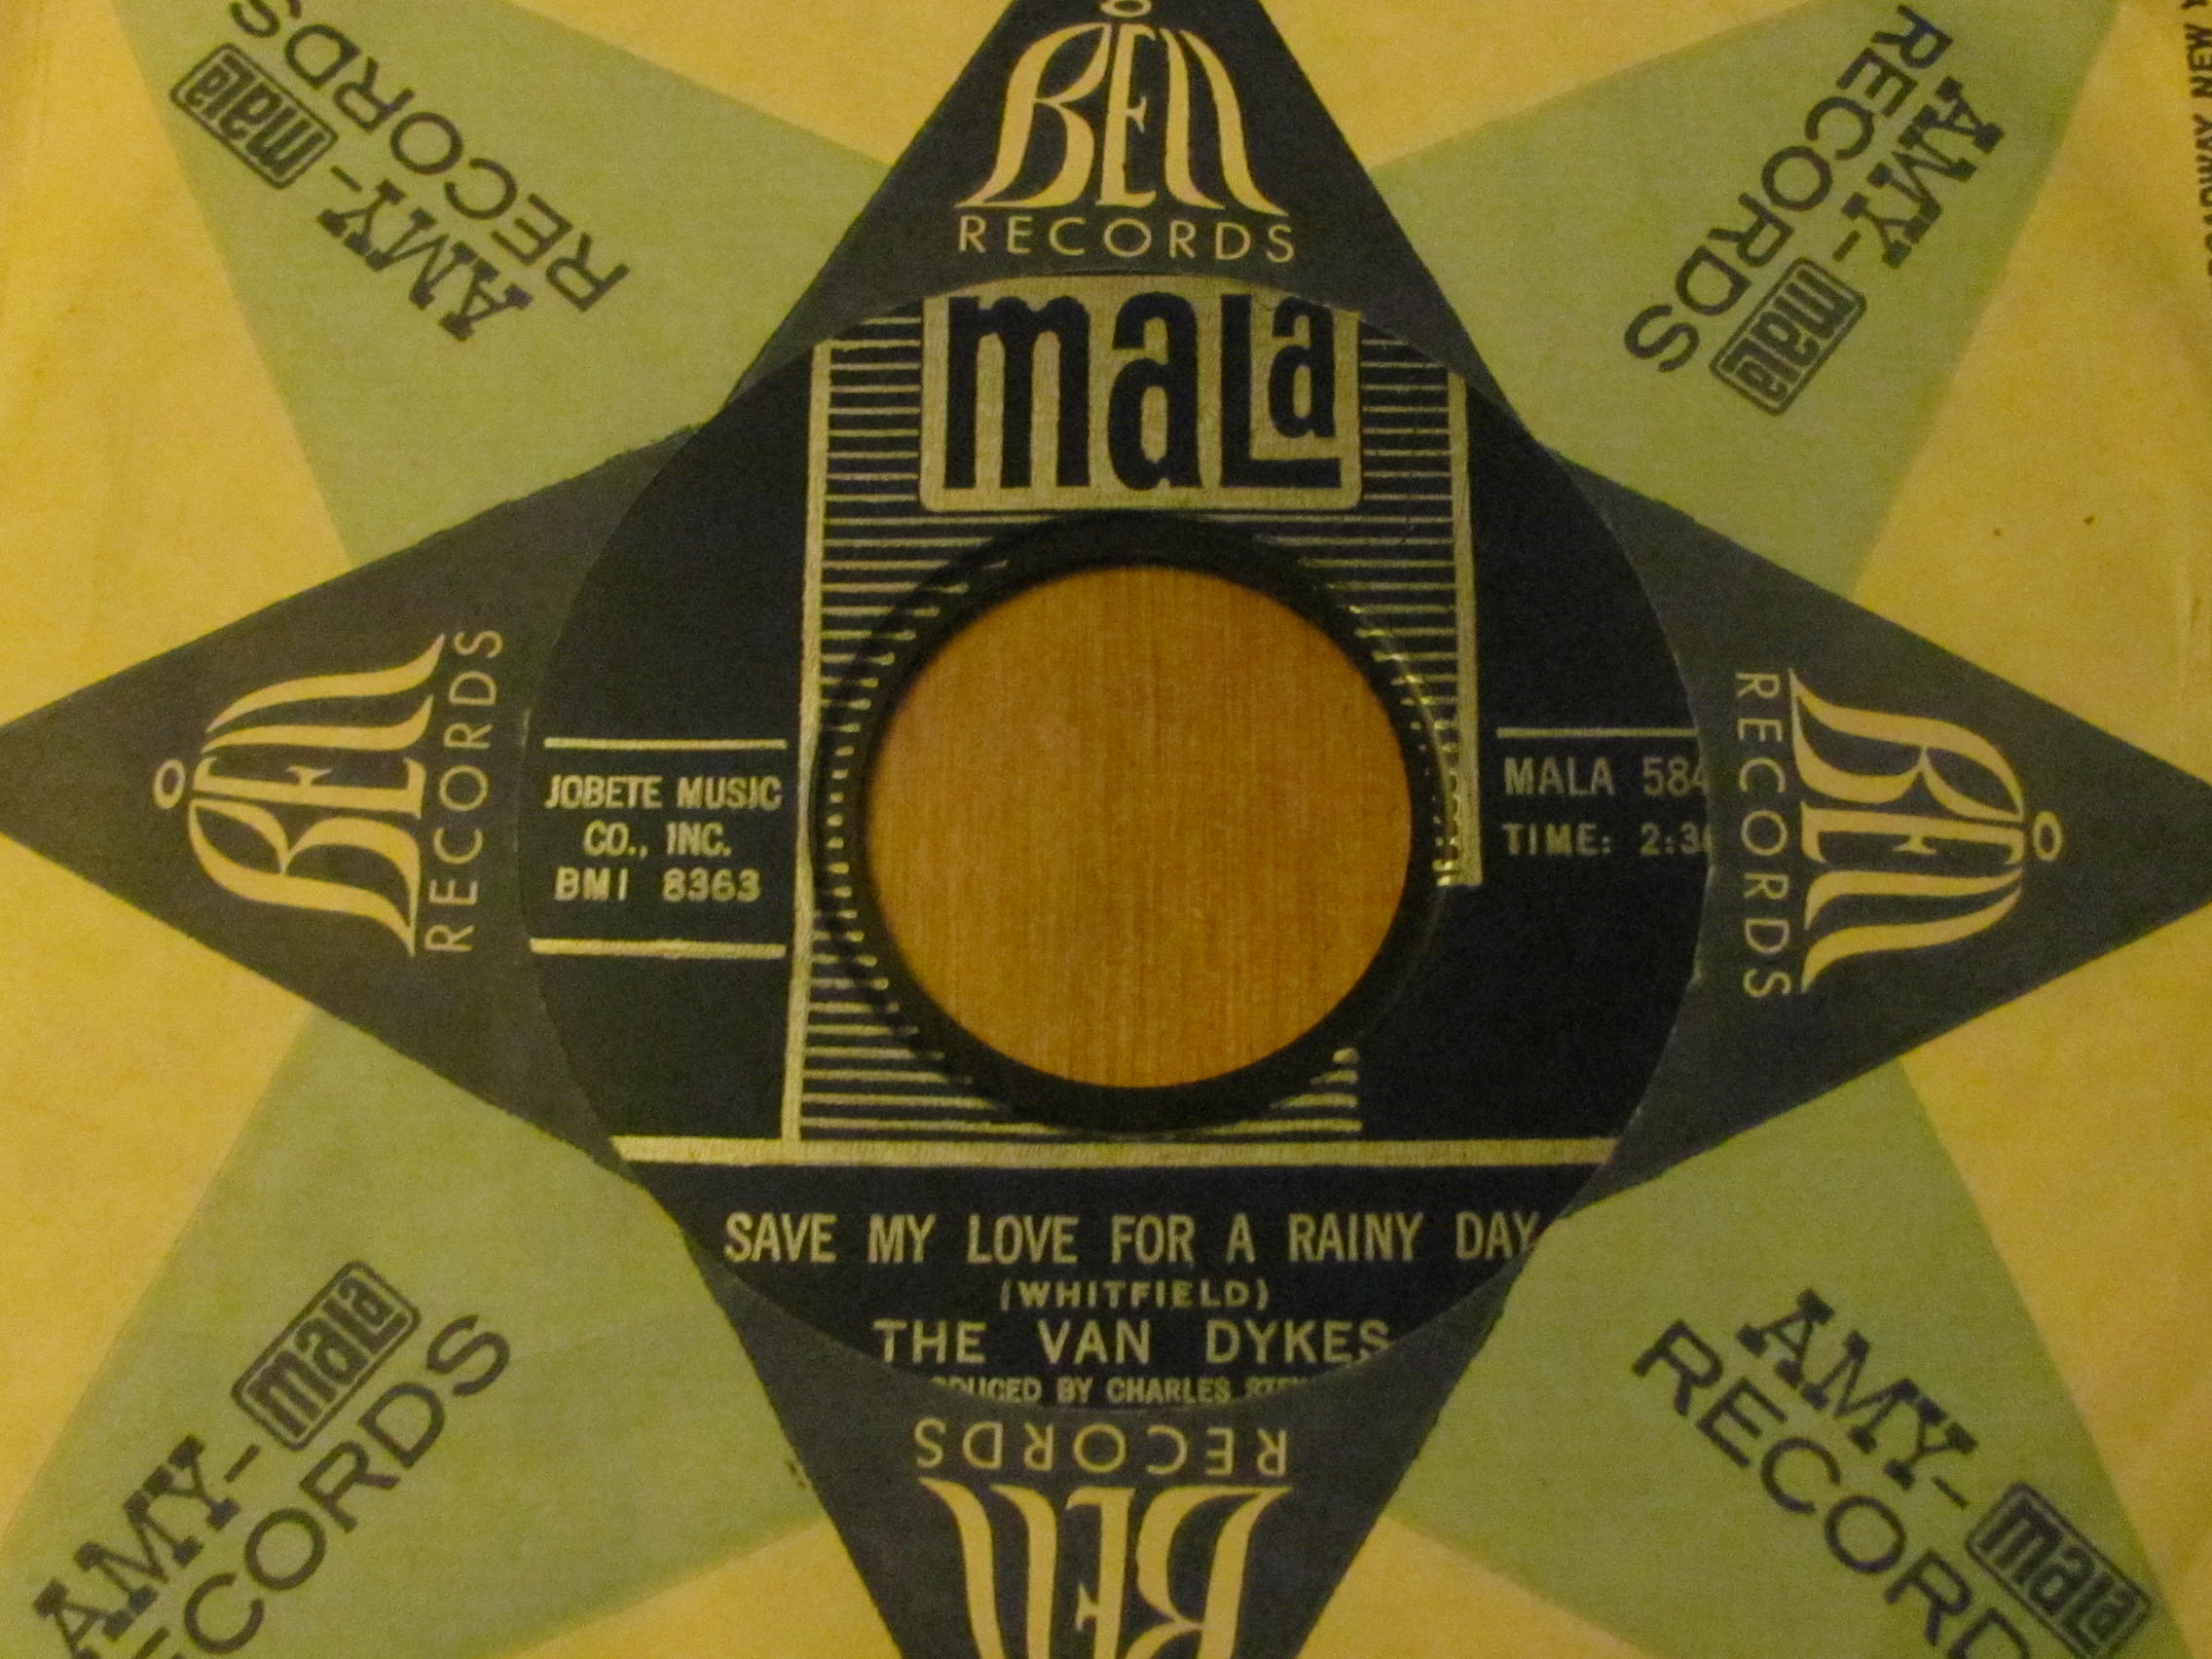 BELL
RECORDS
AMY-mala
RECORDS
AMY-mala
RECORDS
BROADWAY NEW
mala
BELL
RECORDS
JOBETE MUSIC
CO., INC.
BMI 8363
MALA 584
TIME: 2:3
BELL
RECORDS
SAVE MY LOVE FOR A RAINY DAY
(WHITFIELD)
THE VAN DYKES
BY CHARLES
RECORDS
BELL
AMY-mala
RECORDS
AMY-mala
RECORD